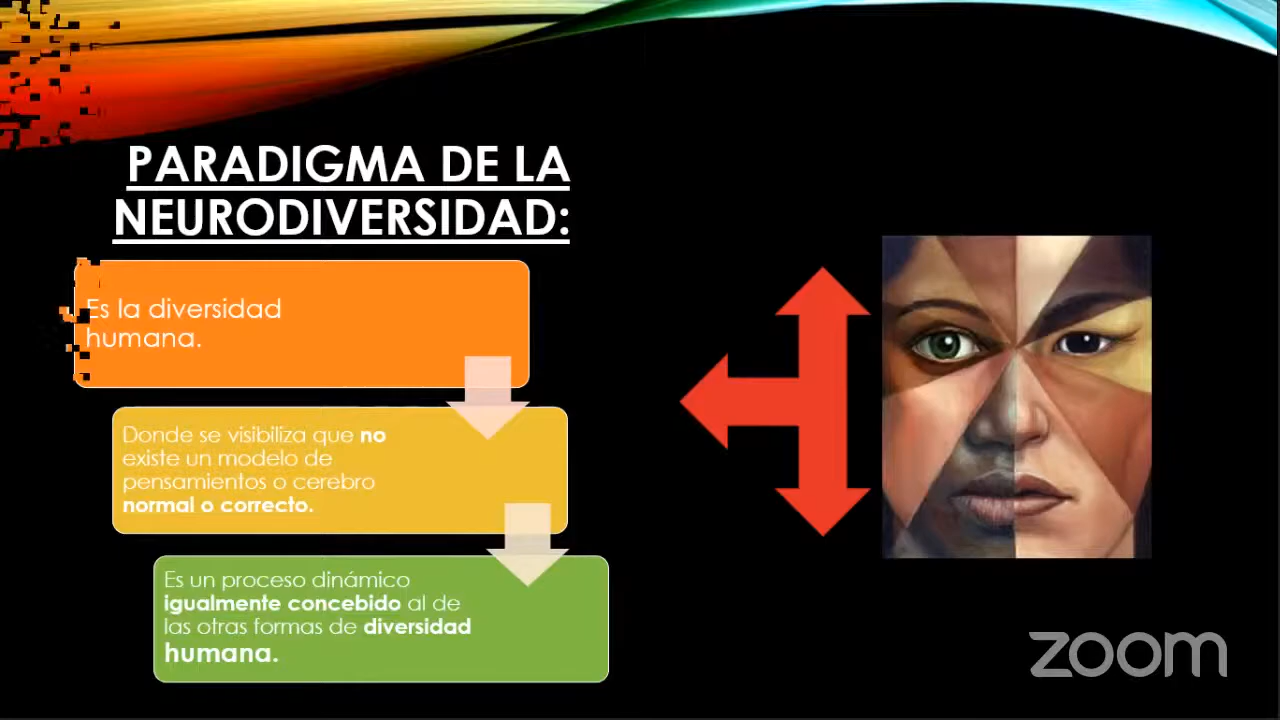 PARADIGMA DE LA
NEURODIVERSIDAD:
Es la diversidad
humana.
Donde se visibiliza que no
existe un modelo de
pensamientos o cerebro
normal o correcto.
Es un proceso dinámico
igualmente concebido al de
las otras formas de diversidad
humana.
zoom